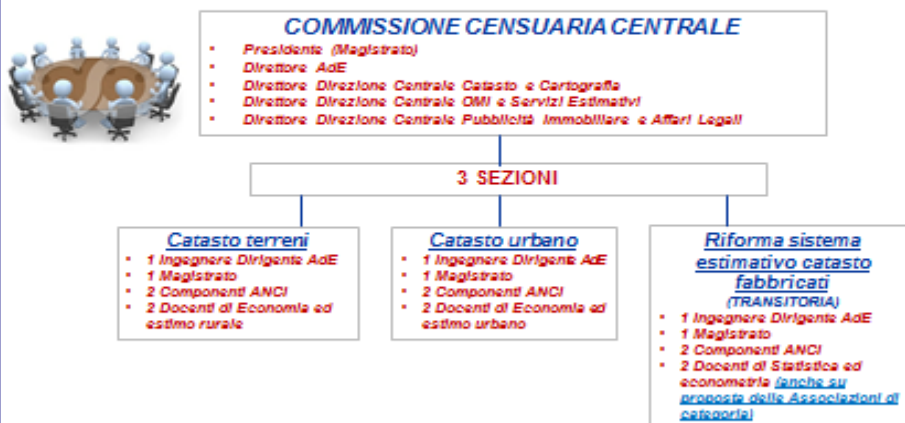 COMMISSIONE CENSUARIA CENTRALE
▪ Presidente (Magistrato)
▪ Direttore AdE
▪ Direttore Direzione Centrale Catasto e Cartografia
▪ Direttore Direzione Centrale OMI e Servizi Estimativi
▪ Direttore Direzione Centrale Pubblicità Immobiliare e Affari Legali
3 SEZIONI
Catasto terreni
▪ 1 Ingegnere Dirigente AdE
▪ 1 Magistrato
▪ 2 Componenti ANCI
▪ 2 Docenti di Economia ed
estimo rurale
Catasto urbano
▪ 1 Ingegnere Dirigente AdE
▪ 1 Magistrato
▪ 2 Componenti ANCI
▪ 2 Docenti di Economia ed
estimo urbano
Riforma sistema
estimativo catasto
fabbricati
(TRANSITORIA)
▪ 1 Ingegnere Dirigente AdE
▪ 1 Magistrato
▪ 2 Componenti ANCI
▪ 2 Docenti di Statistica ed
econometria (anche su
proposta delle Associazioni di
categoria)